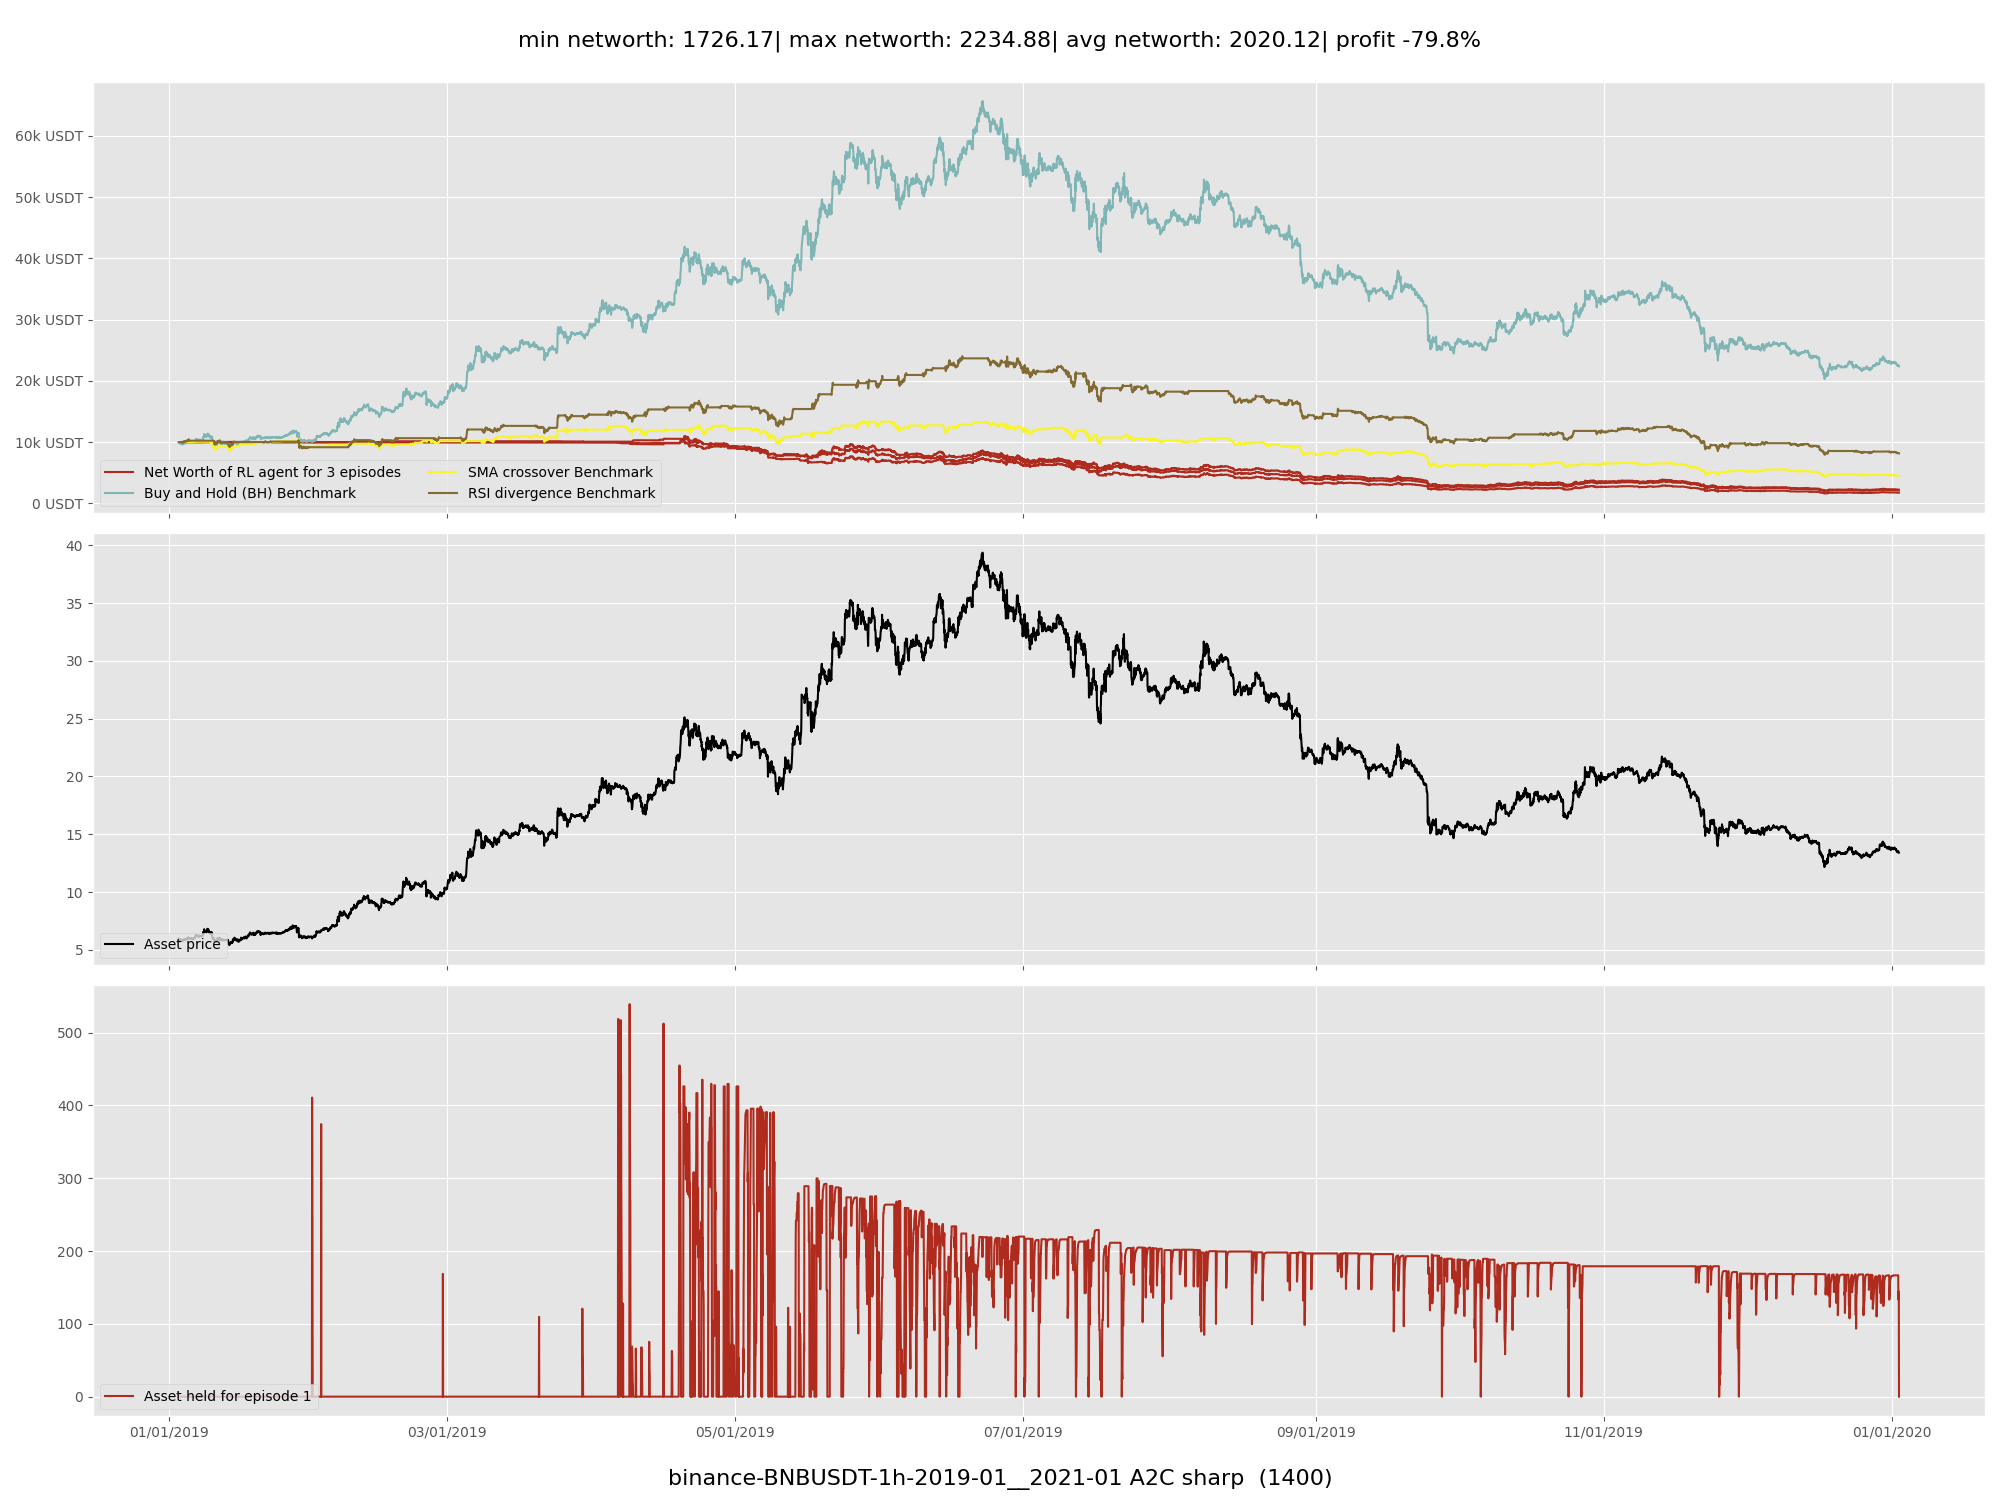 min networth: 1726.17| max networth: 2234.88| avg networth: 2020.12| profit -79.8%
60k USDT
50k USDT
40k USDT
30k USDT
20k USDT
10k USDT
0 USDT
Net Worth of RL agent for 3 episodes
Buy and Hold (BH) Benchmark
SMA crossover Benchmark
RSI divergence Benchmark
40
35
30
25
20
15
10
5
Asset price
500
400
300
200
100
0
Asset held for episode 1
01/01/2019 03/01/2019 05/01/2019 07/01/2019 09/01/2019 11/01/2019 01/01/2020
binance-BNBUSDT-1h-2019-01__2021-01 A2C sharp (1400)